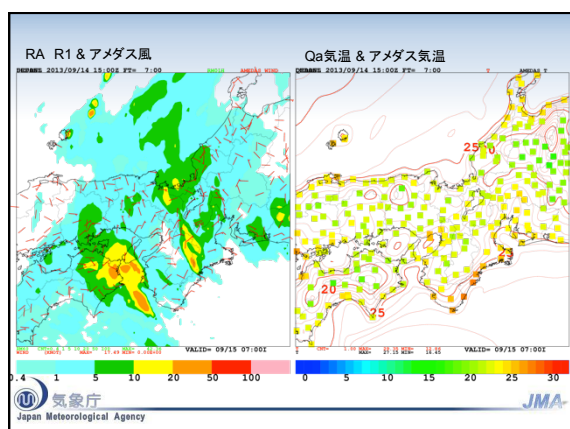 RA R1 & アメダス風
Qa気温 & アメダス気温
2013/09/14 15:00Z FT= 7:00
AMEDAS WIND
2013/09/14 15:00Z FT= 7:00
T
AMEDAS T
25
20
25
VALID= 09/15 07:00I
VALID= 09/15 07:00I
0.4 1 5 10 20 50 100
0 5 10 15 20 25 30
気象庁
Japan Meteorological Agency
JMA